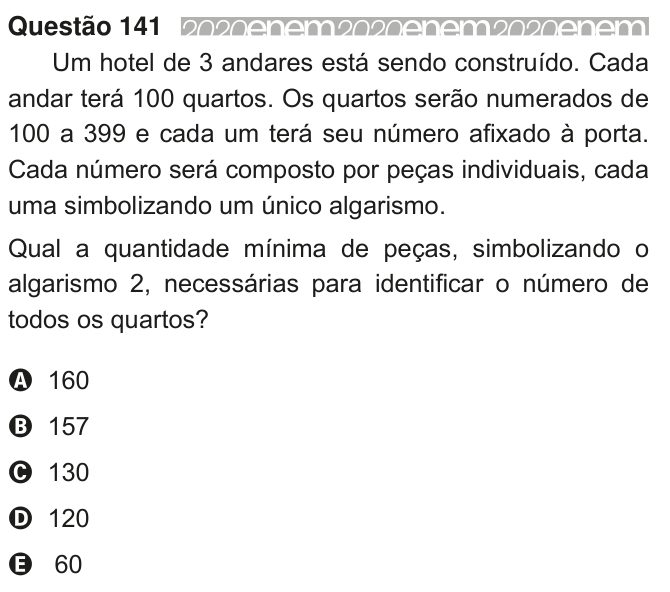 Questão 141 2020enem2020enem2020enem
Um hotel de 3 andares está sendo construído. Cada
andar terá 100 quartos. Os quartos serão numerados de
100 a 399 e cada um terá seu número afixado à porta.
Cada número será composto por peças individuais, cada
uma simbolizando um único algarismo.
Qual a quantidade mínima de peças, simbolizando o
algarismo 2, necessárias para identificar o número de
todos os quartos?
A 160
B 157
C 130
D 120
E 60